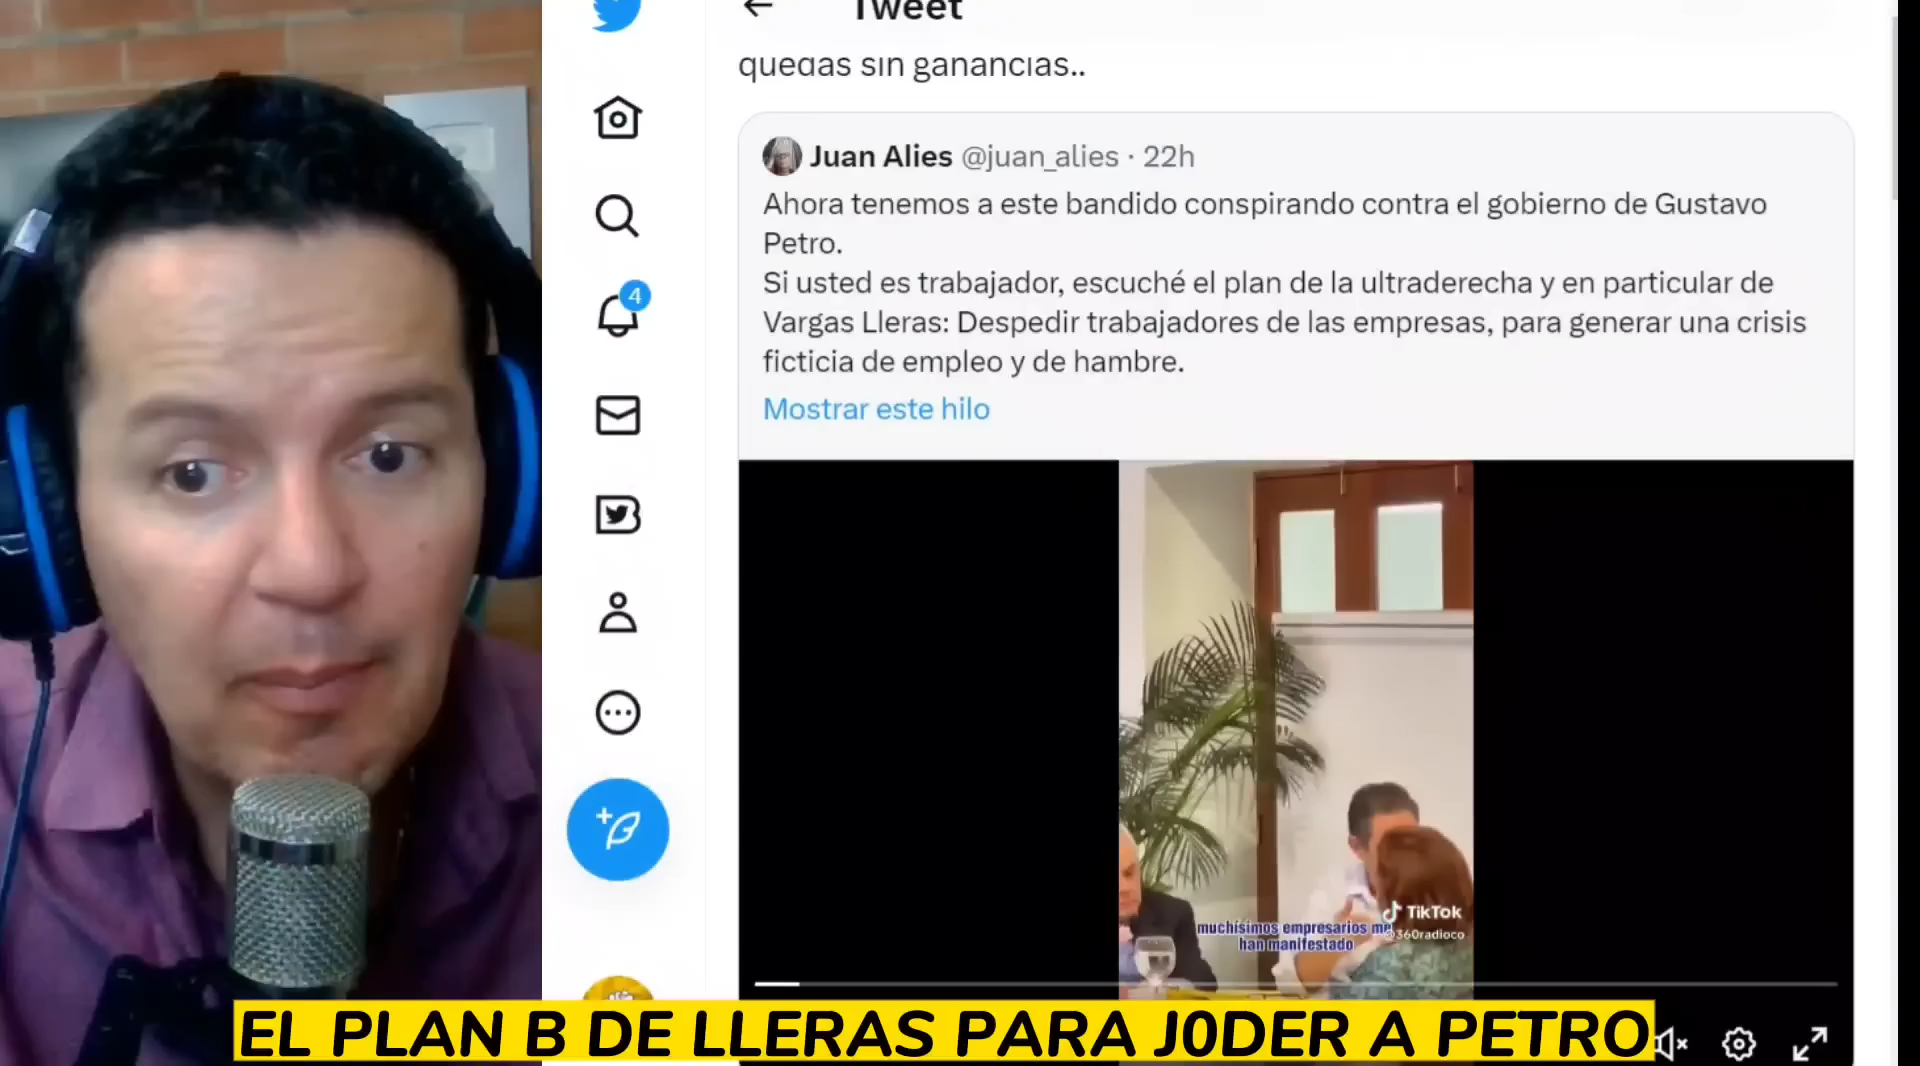 Tweet
quedas sin ganancias..
Juan Alies @juan_alies · 22h
Ahora tenemos a este bandido conspirando contra el gobierno de Gustavo
Petro.
Si usted es trabajador, escuché el plan de la ultraderecha y en particular de
Vargas Lleras: Despedir trabajadores de las empresas, para generar una crisis
ficticia de empleo y de hambre.
Mostrar este hilo
4
muchísimos empresarios me
han manifestado
TikTok
@360radioco
EL PLAN B DE LLERAS PARA J0DER A PETRO